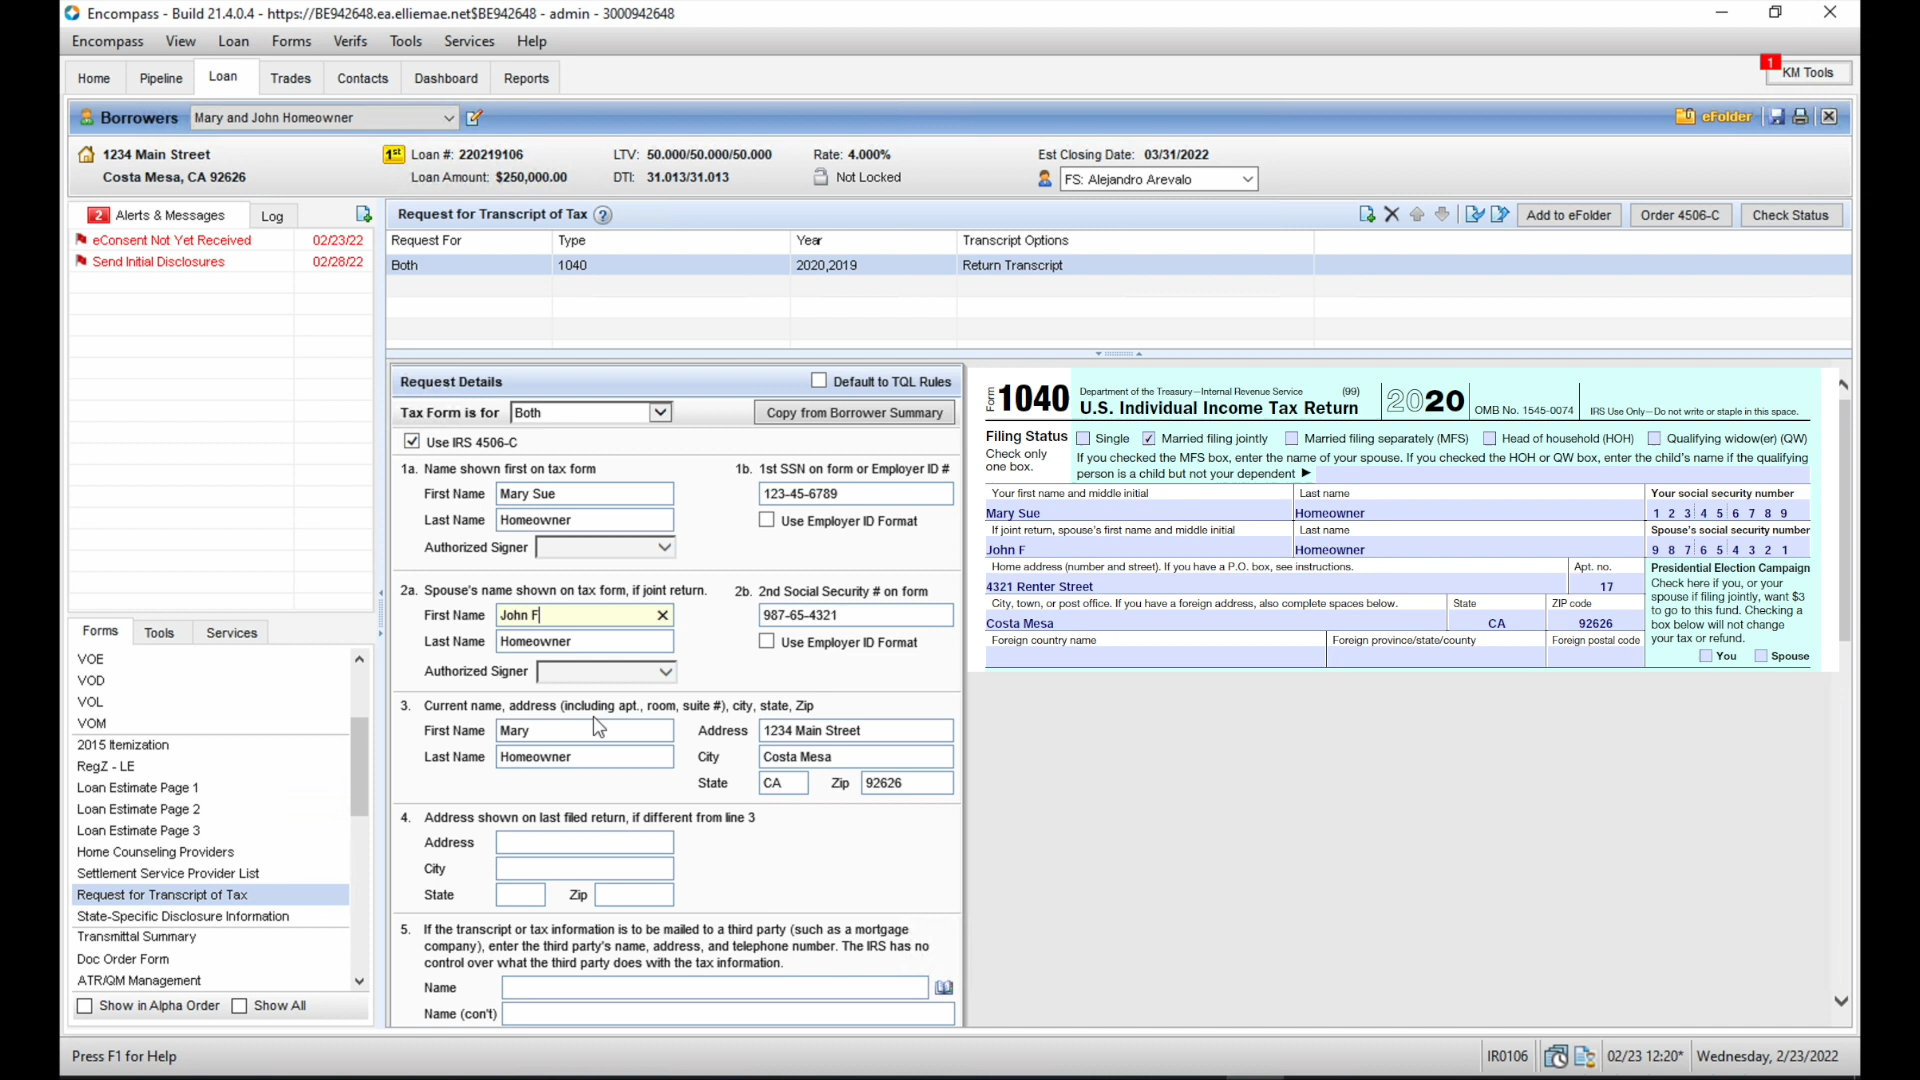 Encompass - Build 21.4.0.4 - https://BE942648.ea.elliemae.net$BE942648 - admin - 3000942648
Encompass View Loan Forms Verifs Tools Services Help
Home Pipeline Loan Trades Contacts Dashboard Reports
1 KM Tools
Borrowers Mary and John Homeowner eFolder
1234 Main Street 1st Loan #: 220219106 LTV: 50.000/50.000/50.000 Rate: 4.000% Est Closing Date: 03/31/2022
Costa Mesa, CA 92626 Loan Amount: $250,000.00 DTI: 31.013/31.013 Not Locked FS: Alejandro Arevalo
2 Alerts & Messages Log
eConsent Not Yet Received 02/23/22
Send Initial Disclosures 02/28/22
Forms Tools Services
VOE
VOD
VOL
VOM
2015 Itemization
RegZ - LE
Loan Estimate Page 1
Loan Estimate Page 2
Loan Estimate Page 3
Home Counseling Providers
Settlement Service Provider List
Request for Transcript of Tax
State-Specific Disclosure Information
Transmittal Summary
Doc Order Form
ATR/QM Management
Show in Alpha Order Show All
Request for Transcript of Tax ? Add to eFolder Order 4506-C Check Status
Request For Type Year Transcript Options
Both 1040 2020,2019 Return Transcript
Request Details Default to TQL Rules
Tax Form is for Both Copy from Borrower Summary
Use IRS 4506-C
1a. Name shown first on tax form 1b. 1st SSN on form or Employer ID #
First Name Mary Sue 123-45-6789
Last Name Homeowner Use Employer ID Format
Authorized Signer
2a. Spouse's name shown on tax form, if joint return. 2b. 2nd Social Security # on form
First Name John F 987-65-4321
Last Name Homeowner Use Employer ID Format
Authorized Signer
3. Current name, address (including apt., room, suite #), city, state, Zip
First Name Mary Address 1234 Main Street
Last Name Homeowner City Costa Mesa
State CA Zip 92626
4. Address shown on last filed return, if different from line 3
Address
City
State Zip
5. If the transcript or tax information is to be mailed to a third party (such as a mortgage
company), enter the third party's name, address, and telephone number. The IRS has no
control over what the third party does with the tax information.
Name
Name (con't)
Form 1040 Department of the Treasury—Internal Revenue Service (99)
U.S. Individual Income Tax Return 2020 OMB No. 1545-0074 IRS Use Only—Do not write or staple in this space.
Filing Status Single Married filing jointly Married filing separately (MFS) Head of household (HOH) Qualifying widow(er) (QW)
Check only one box.
If you checked the MFS box, enter the name of your spouse. If you checked the HOH or QW box, enter the child's name if the qualifying
person is a child but not your dependent
Your first name and middle initial Last name Your social security number
Mary Sue Homeowner 1 2 3 4 5 6 7 8 9
If joint return, spouse's first name and middle initial Last name Spouse's social security number
John F Homeowner 9 8 7 6 5 4 3 2 1
Home address (number and street). If you have a P.O. box, see instructions. Apt. no.
4321 Renter Street 17
City, town, or post office. If you have a foreign address, also complete spaces below. State ZIP code
Costa Mesa CA 92626
Foreign country name Foreign province/state/county Foreign postal code
Presidential Election Campaign
Check here if you, or your
spouse if filing jointly, want $3
to go to this fund. Checking a
box below will not change
your tax or refund.
You Spouse
Press F1 for Help IR0106 02/23 12:20* Wednesday, 2/23/2022